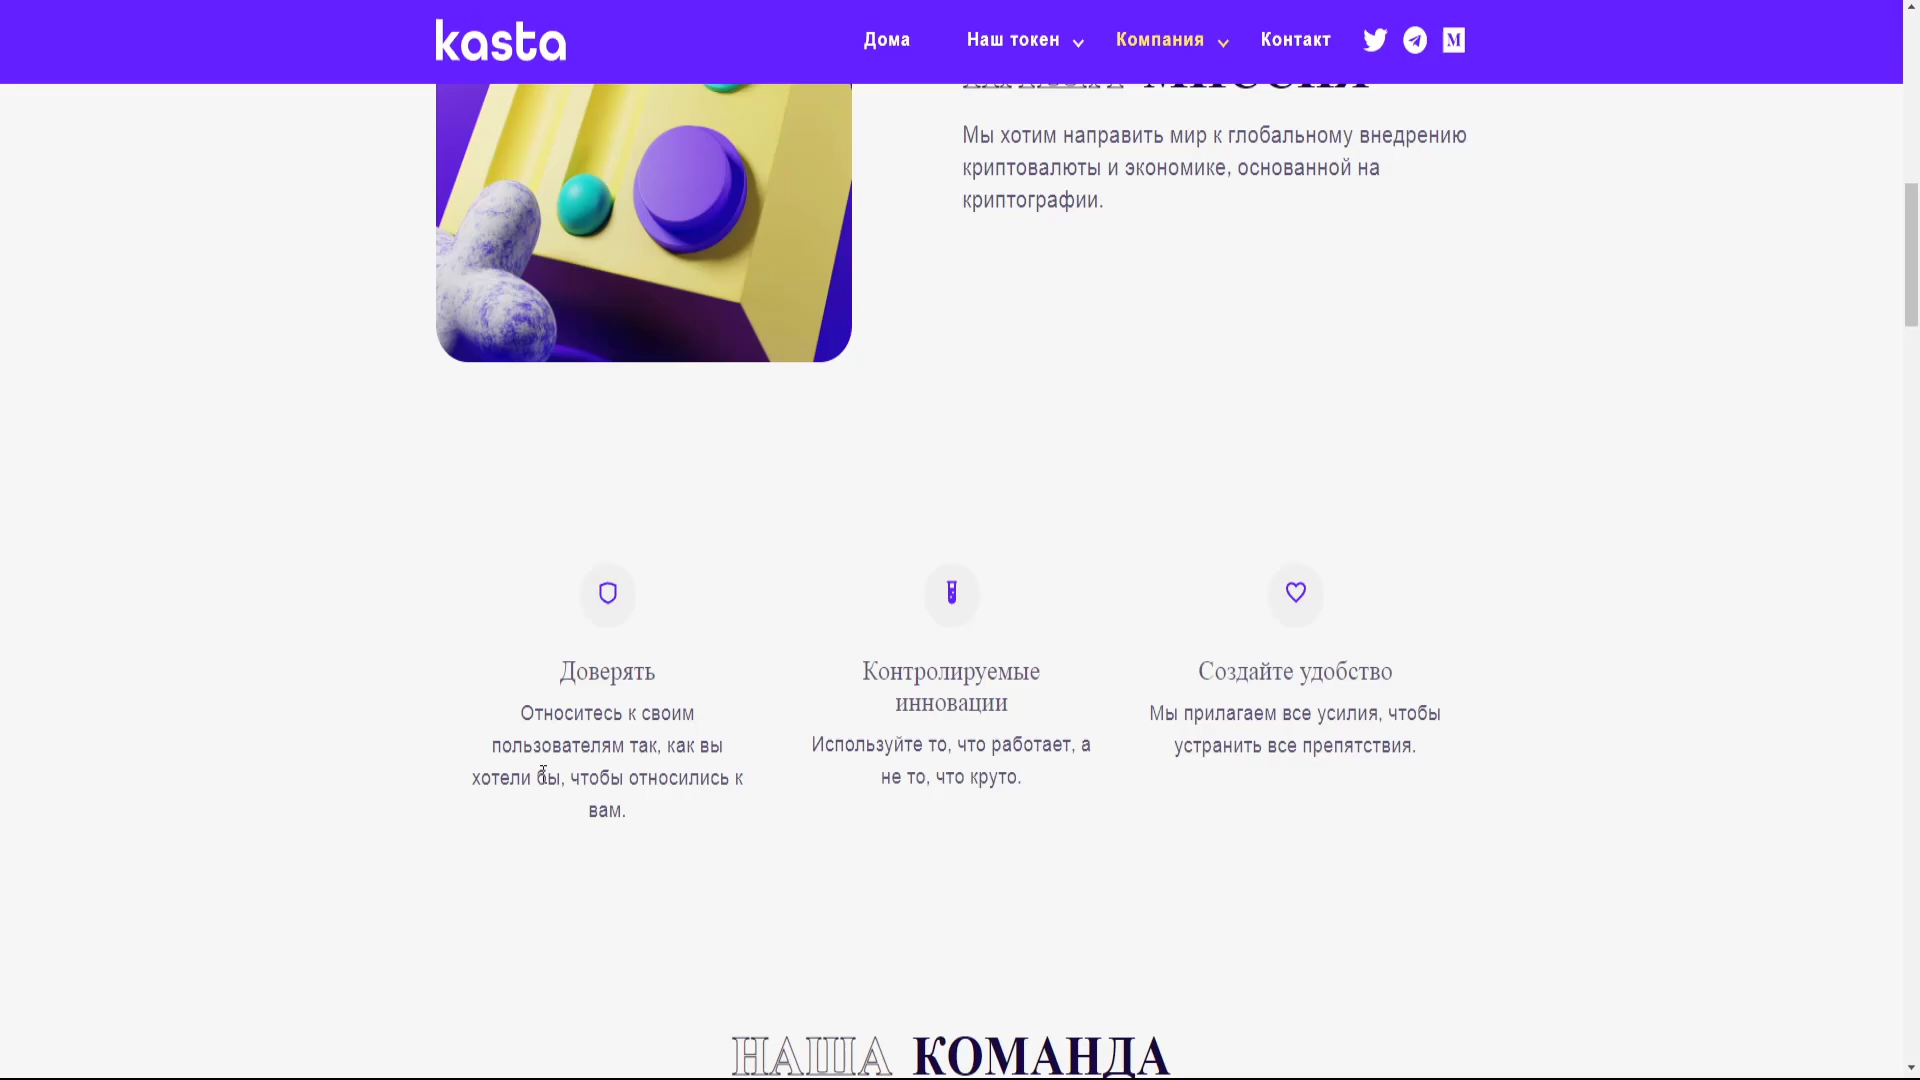 kasta
Дома
Наш токен
Компания
Контакт
M
Мы хотим направить мир к глобальному внедрению
криптовалюты и экономике, основанной на
криптографии.
Доверять
Относитесь к своим
пользователям так, как вы
хотели бы, чтобы относились к
вам.
Контролируемые
инновации
Используйте то, что работает, а
не то, что круто.
Создайте удобство
Мы прилагаем все усилия, чтобы
устранить все препятствия.
НАША КОМАНДА